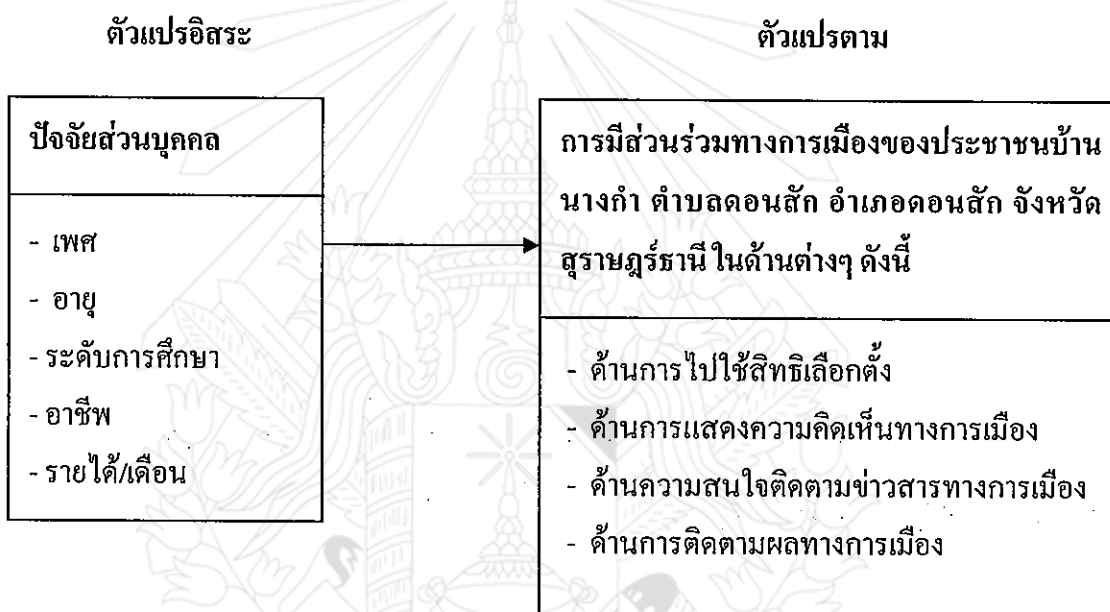 ตัวแปรอิสระ
ตัวแปรตาม
ปัจจัยส่วนบุคคล
- เพศ
- อายุ
- ระดับการศึกษา
- อาชีพ
- รายได้/เดือน
การมีส่วนร่วมทางการเมืองของประชาชนบ้าน
นางกำ ตำบลดอนสัก อำเภอดอนสัก จังหวัด
สุราษฎร์ธานี ในด้านต่างๆ ดังนี้
- ด้านการไปใช้สิทธิเลือกตั้ง
- ด้านการแสดงความคิดเห็นทางการเมือง
- ด้านความสนใจติดตามข่าวสารทางการเมือง
- ด้านการติดตามผลทางการเมือง